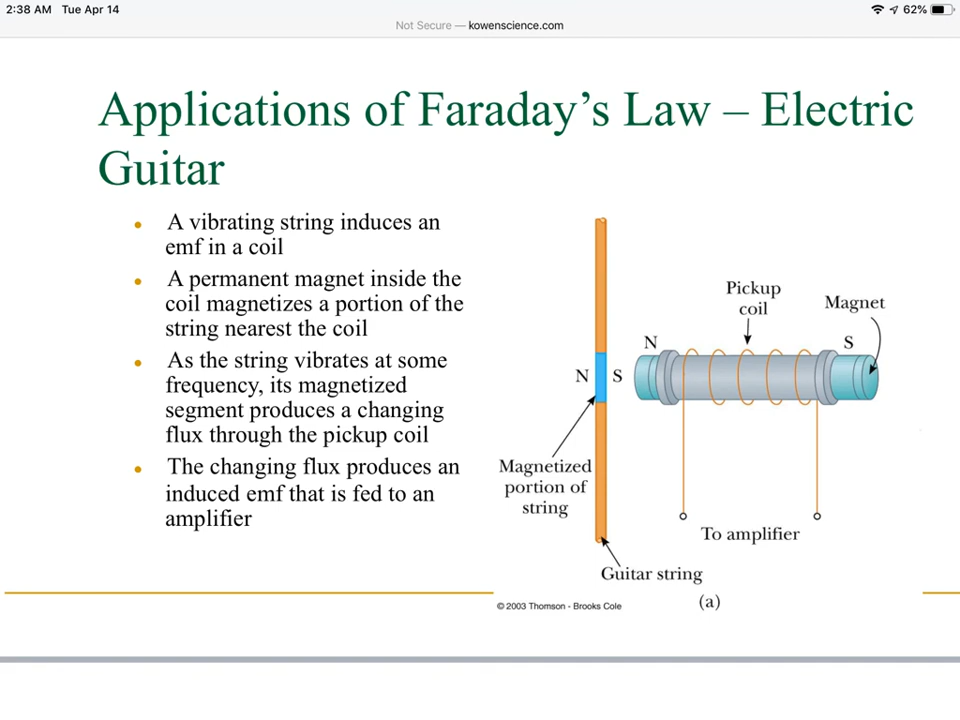 2:38 AM Tue Apr 14
62%
Not Secure — kowenscience.com
Applications of Faraday's Law – Electric
Guitar
• A vibrating string induces an
emf in a coil
• A permanent magnet inside the
coil magnetizes a portion of the
string nearest the coil
• As the string vibrates at some
frequency, its magnetized
segment produces a changing
flux through the pickup coil
• The changing flux produces an
induced emf that is fed to an
amplifier
Pickup
coil
Magnet
N
S
N
S
Magnetized
portion of
string
To amplifier
Guitar string
(a)
© 2003 Thomson - Brooks Cole